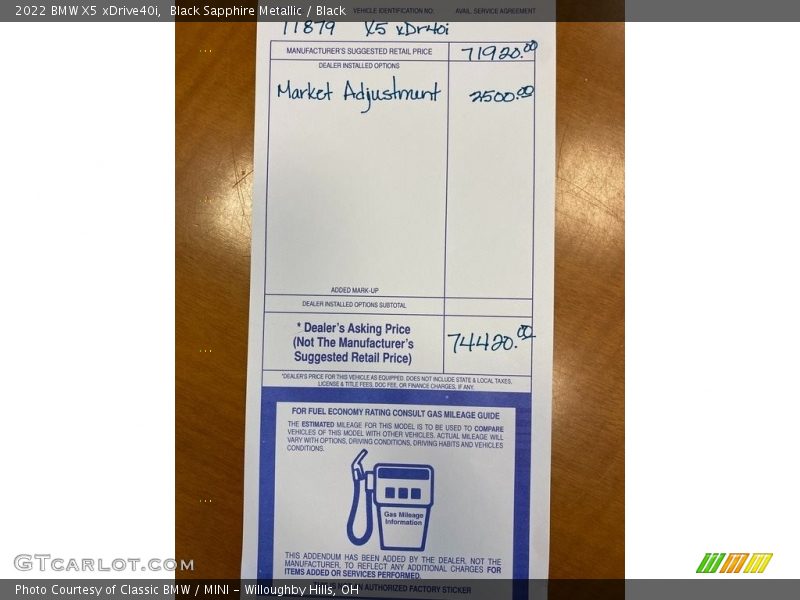 2022 BMW X5 xDrive40i, Black Sapphire Metallic / Black
VEHICLE IDENTIFICATION NO. AVAIL. SERVICE AGREEMENT
11879 X5 xDr40i
MANUFACTURER'S SUGGESTED RETAIL PRICE 71920.00
DEALER INSTALLED OPTIONS
Market Adjustment 2500.00
ADDED MARK-UP
DEALER INSTALLED OPTIONS SUBTOTAL
* Dealer's Asking Price
(Not The Manufacturer's
Suggested Retail Price)
74420.00
*DEALER'S PRICE FOR THIS VEHICLE AS EQUIPPED. DOES NOT INCLUDE STATE & LOCAL TAXES,
LICENSE & TITLE FEES, DOC FEE, OR FINANCE CHARGES, IF ANY.
FOR FUEL ECONOMY RATING CONSULT GAS MILEAGE GUIDE
THE ESTIMATED MILEAGE FOR THIS MODEL IS TO BE USED TO COMPARE
VEHICLES OF THIS MODEL WITH OTHER VEHICLES. ACTUAL MILEAGE WILL
VARY WITH OPTIONS, DRIVING CONDITIONS, DRIVING HABITS AND VEHICLES
CONDITIONS.
Gas Mileage
Information
THIS ADDENDUM HAS BEEN ADDED BY THE DEALER, NOT THE
MANUFACTURER, TO REFLECT ANY ADDITIONAL CHARGES FOR
ITEMS ADDED OR SERVICES PERFORMED.
AUTHORIZED FACTORY STICKER
GTCARLOT.COM
Photo Courtesy of Classic BMW / MINI - Willoughby Hills, OH